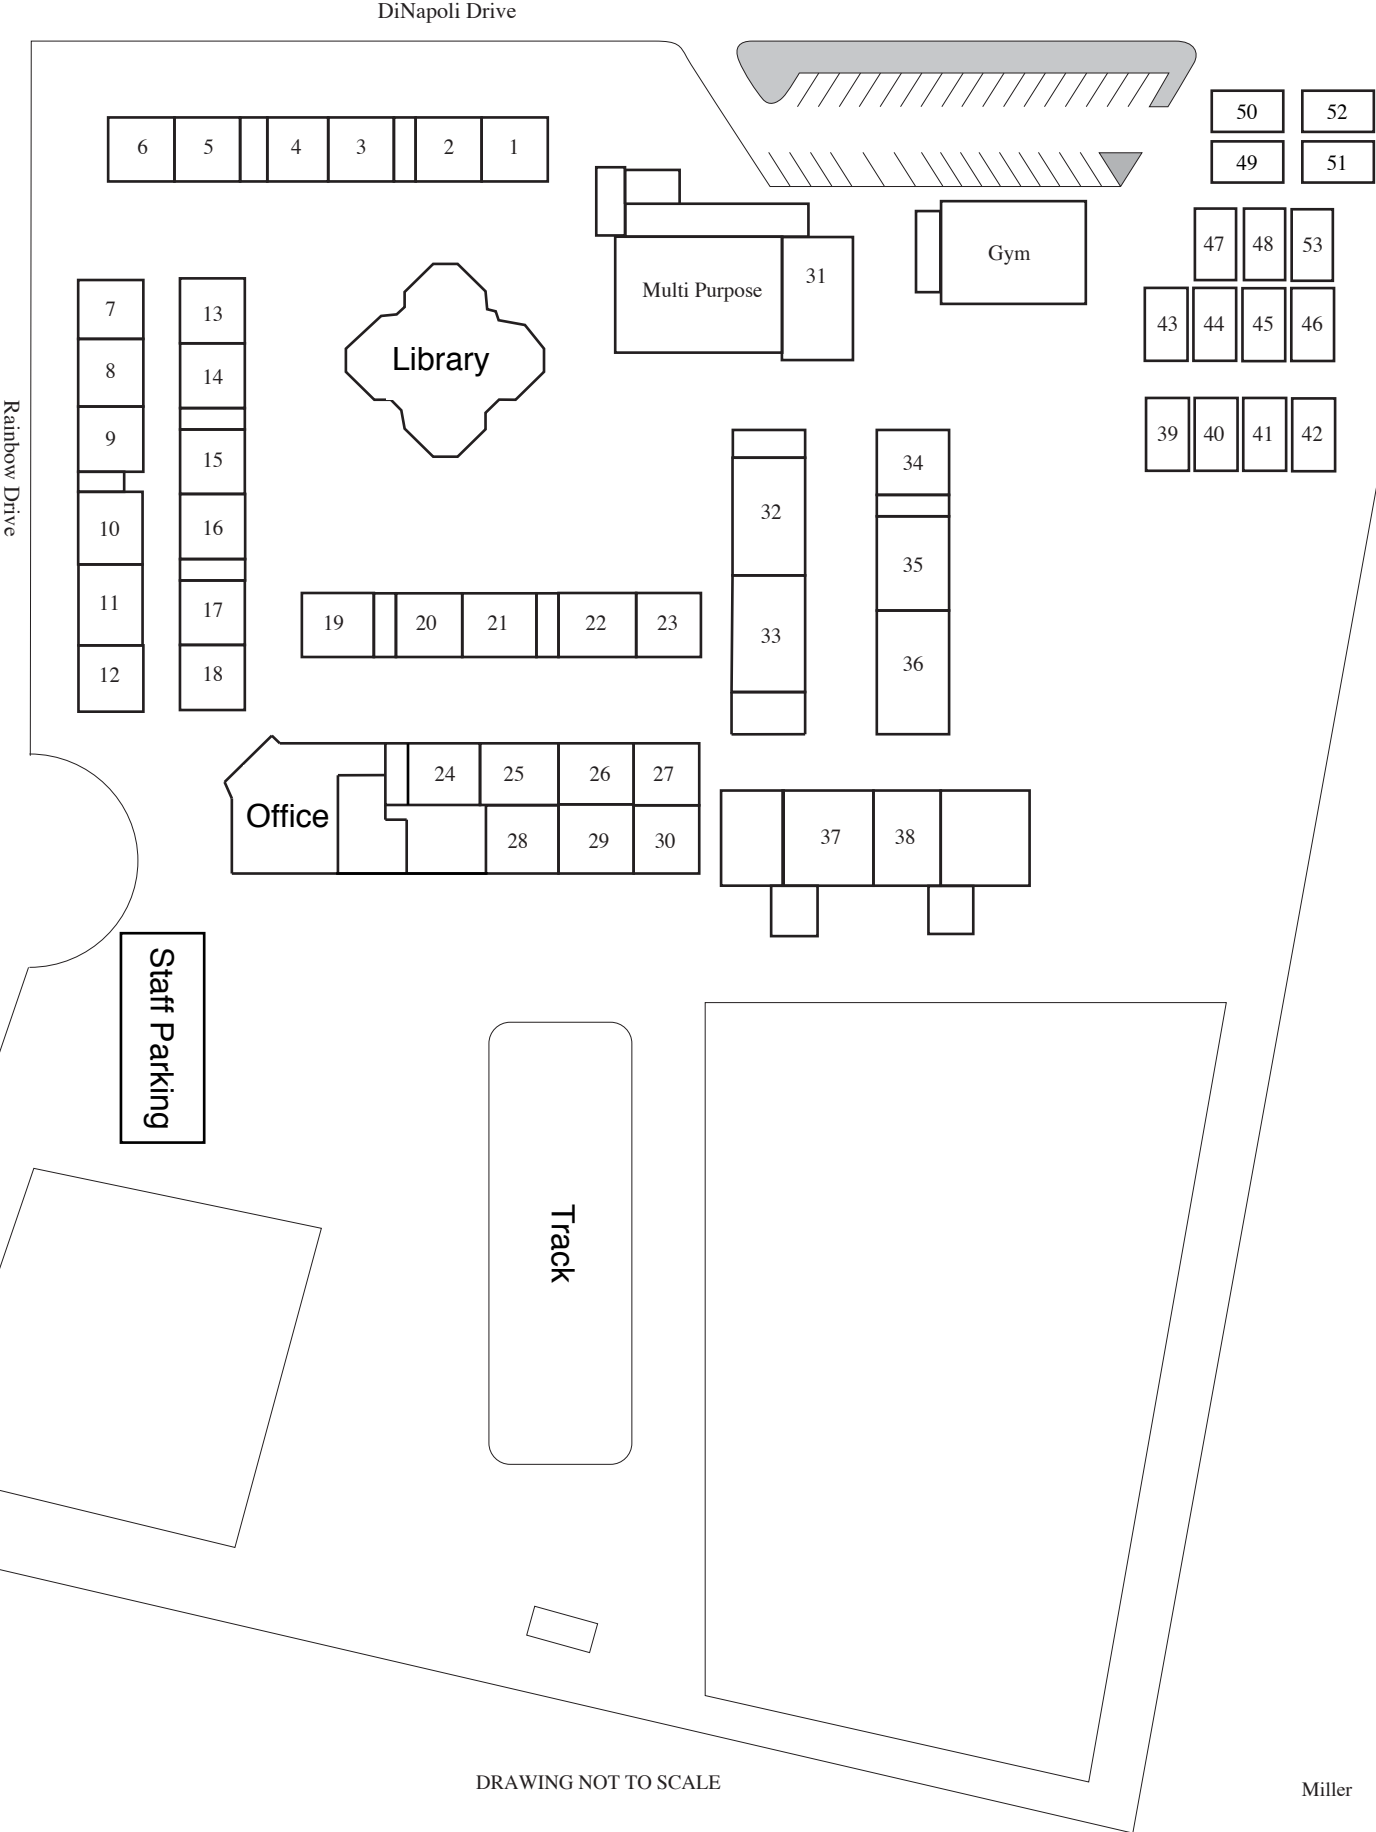 DiNapoli Drive
50 52
49 51
6 5 4 3 2 1
47 48 53
Gym
31
Multi Purpose
7 13
43 44 45 46
Library
8 14
Rainbow Drive
9 15
39 40 41 42
34
32
10 16
35
11 17
19 20 21 22 23
33
36
12 18
24 25 26 27
Office
28 29 30
37 38
Staff Parking
Track
DRAWING NOT TO SCALE
Miller